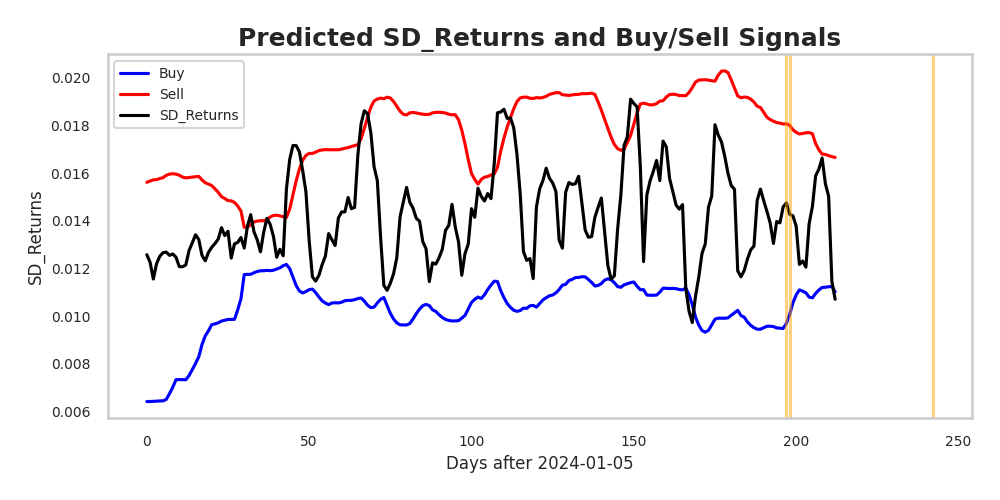 Predicted SD_Returns and Buy/Sell Signals
Buy
Sell
SD_Returns
SD_Returns
0.020
0.018
0.016
0.014
0.012
0.010
0.008
0.006
0
50
100
150
200
250
Days after 2024-01-05